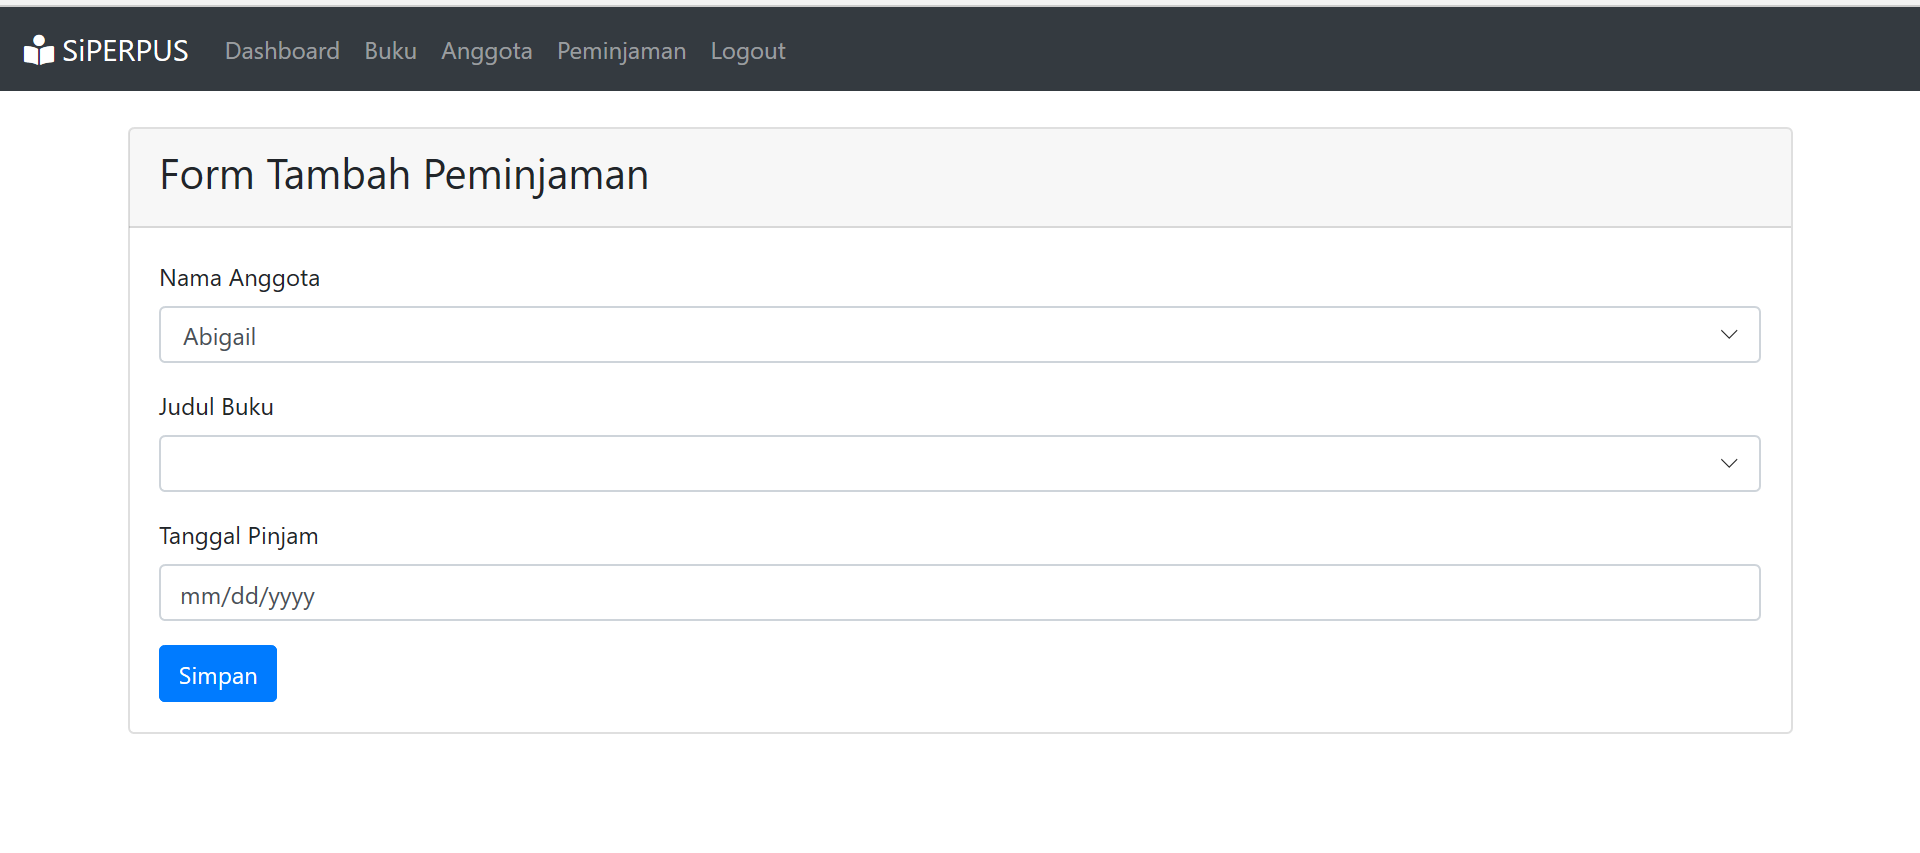 SiPERPUS Dashboard Buku Anggota Peminjaman Logout
Form Tambah Peminjaman
Nama Anggota
Abigail
Judul Buku
Tanggal Pinjam
mm/dd/yyyy
Simpan